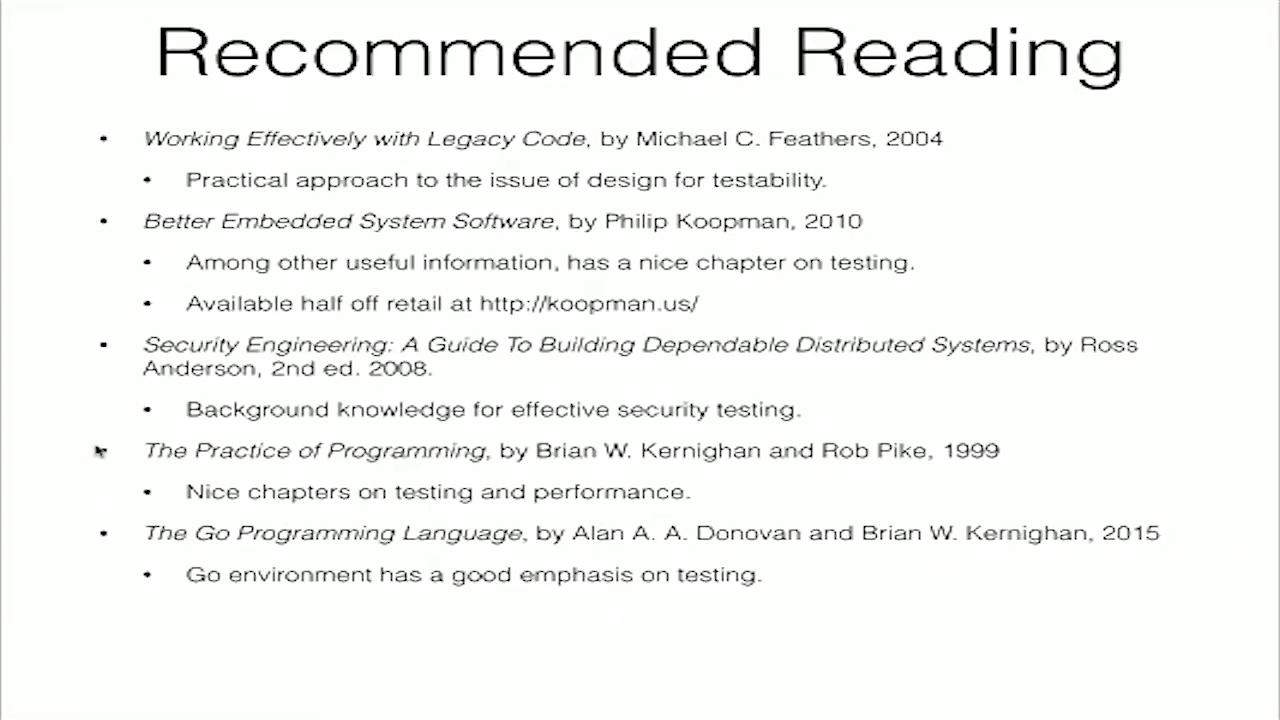 Recommended Reading
• Working Effectively with Legacy Code, by Michael C. Feathers, 2004
• Practical approach to the issue of design for testability.
• Better Embedded System Software, by Philip Koopman, 2010
• Among other useful information, has a nice chapter on testing.
• Available half off retail at http://koopman.us/
• Security Engineering: A Guide To Building Dependable Distributed Systems, by Ross
Anderson, 2nd ed. 2008.
• Background knowledge for effective security testing.
• The Practice of Programming, by Brian W. Kernighan and Rob Pike, 1999
• Nice chapters on testing and performance.
• The Go Programming Language, by Alan A. A. Donovan and Brian W. Kernighan, 2015
• Go environment has a good emphasis on testing.